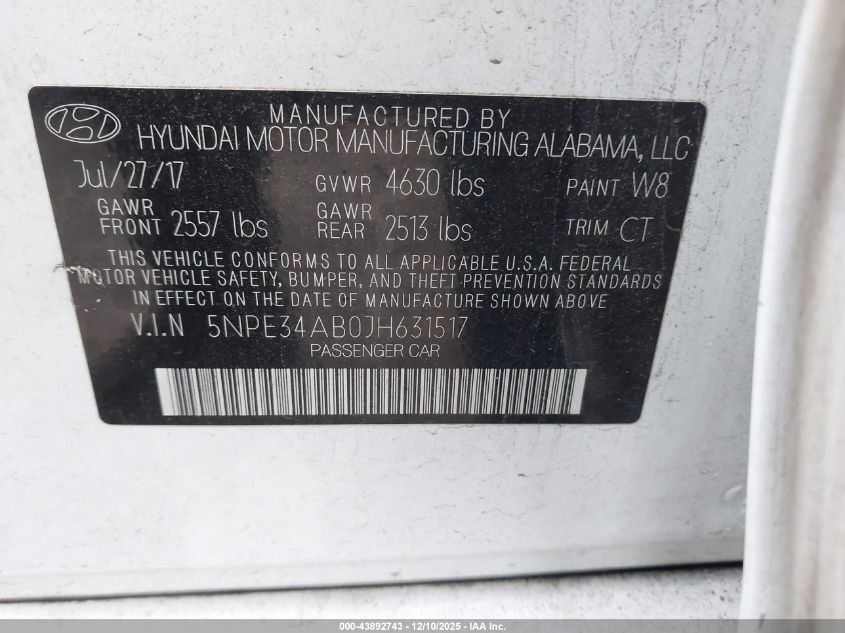 MANUFACTURED BY
HYUNDAI MOTOR MANUFACTURING ALABAMA, LLC
Jul/27/17 GVWR 4630 lbs PAINT W8
GAWR FRONT 2557 lbs GAWR REAR 2513 lbs TRIM CT
THIS VEHICLE CONFORMS TO ALL APPLICABLE U.S.A. FEDERAL
MOTOR VEHICLE SAFETY, BUMPER, AND THEFT PREVENTION STANDARDS
IN EFFECT ON THE DATE OF MANUFACTURE SHOWN ABOVE
V.I.N 5NPE34AB0JH631517
PASSENGER CAR
000-43892743 - 12/10/2025 - IAA Inc.